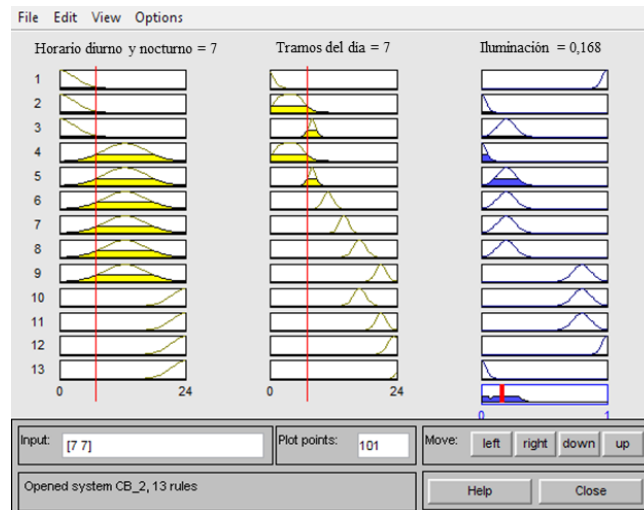 File Edit View Options
Horario diurno y nocturno = 7 Tramos del dia = 7 Iluminación = 0,168
1
2
3
4
5
6
7
8
9
10
11
12
13
0 24 0 24
0 1
Input: [7 7] Plot points: 101 Move: left right down up
Opened system CB_2, 13 rules Help Close